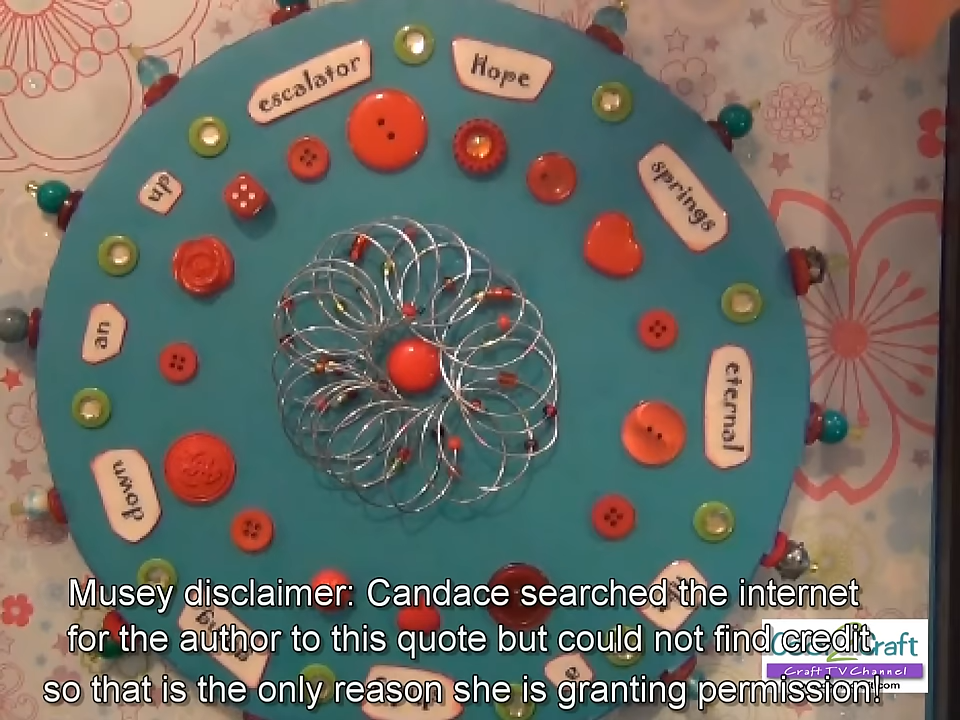 escalator
Hope
springs
eternal
down
an
up
Musey disclaimer: Candace searched the internet
for the author to this quote but could not find credit
so that is the only reason she is granting permission!
Craft
Craft TV Channel